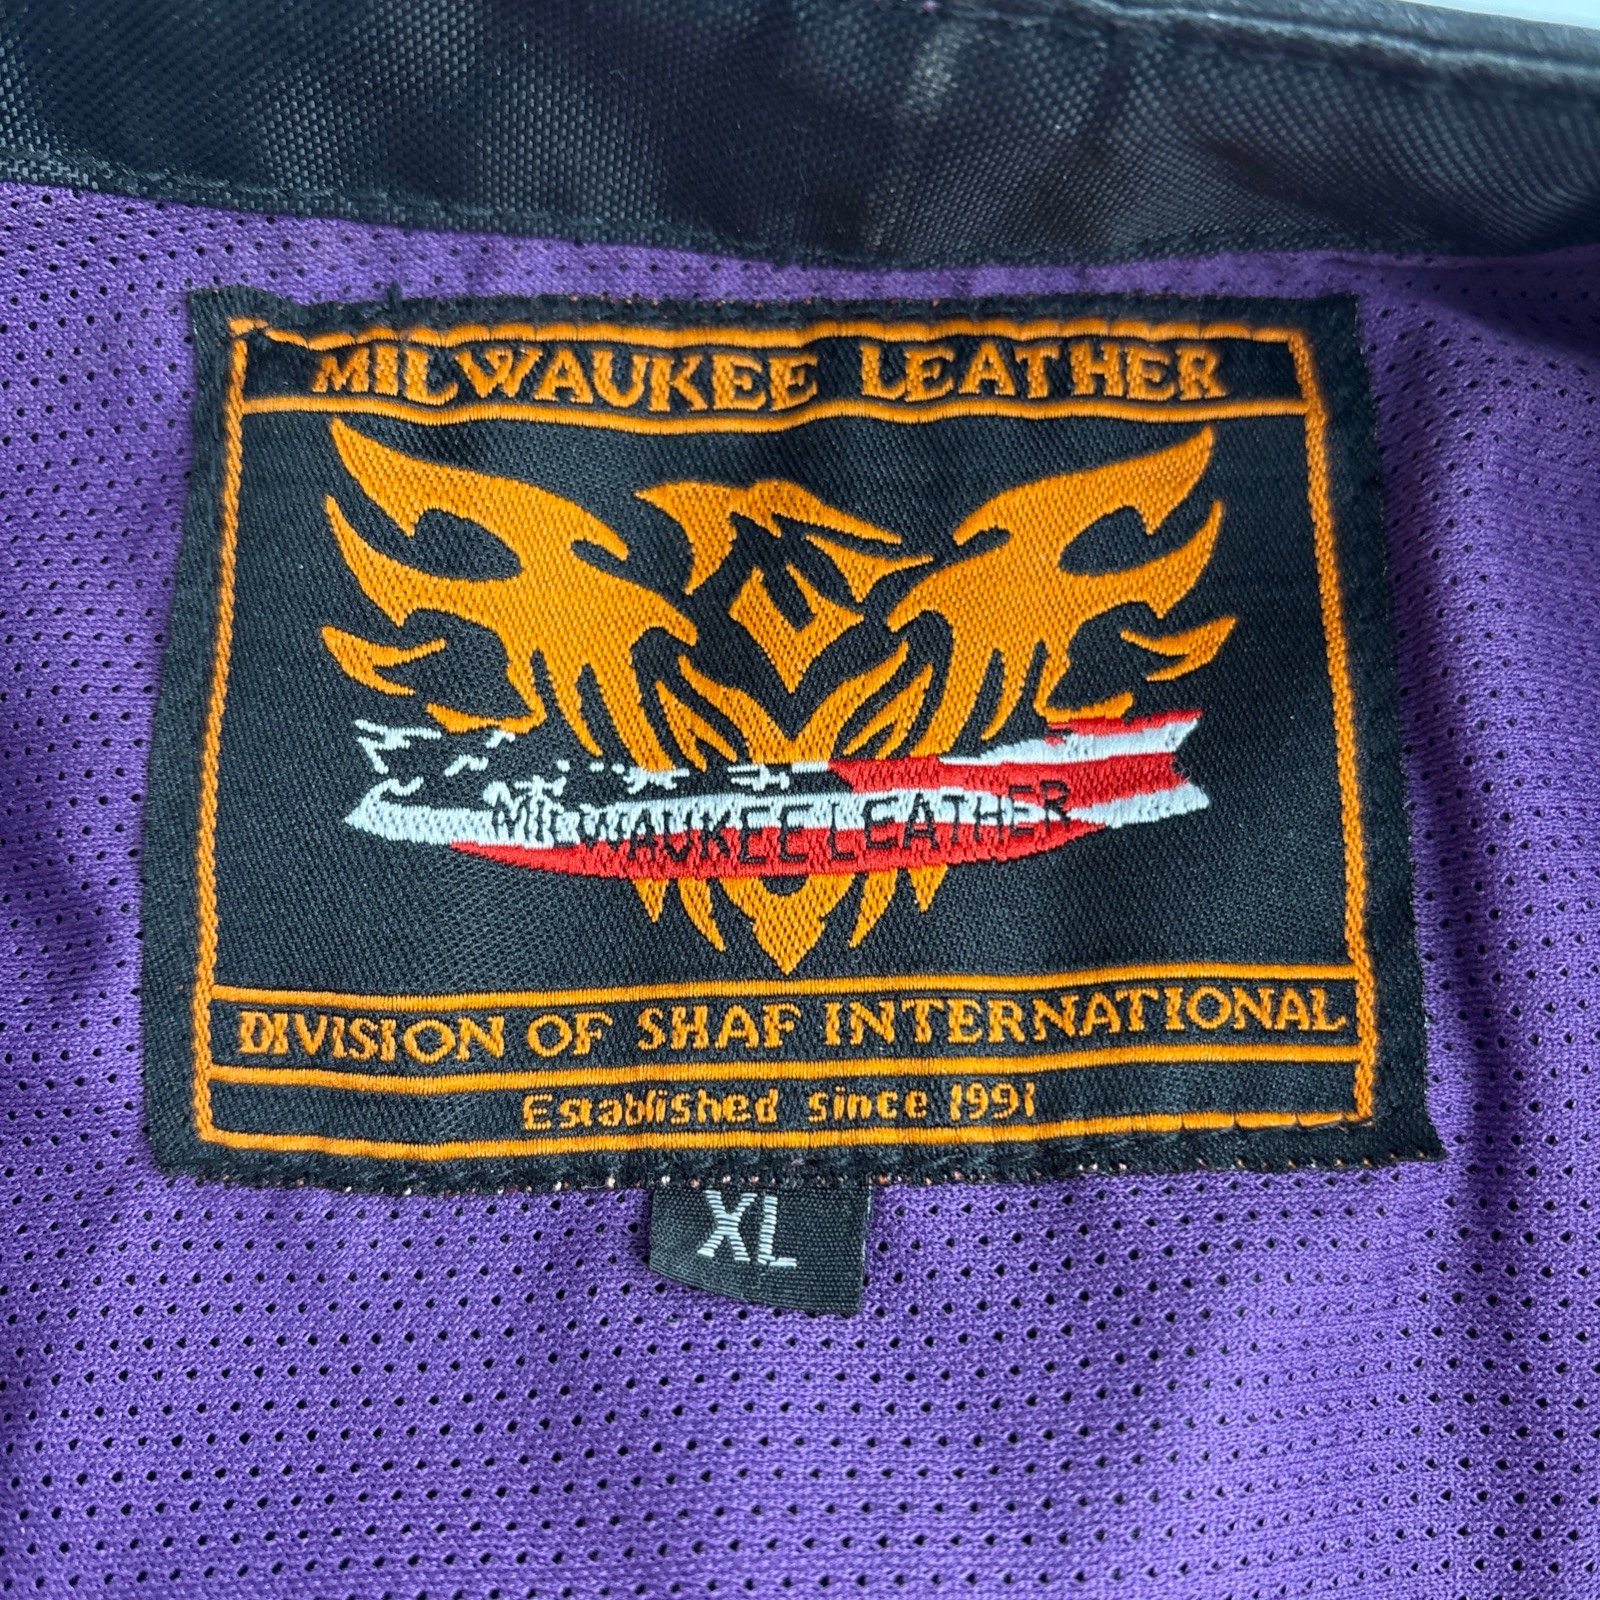 MILWAUKEE LEATHER
MILWAUKEE LEATHER
DIVISION OF SHAF INTERNATIONAL
Established since 1991
XL